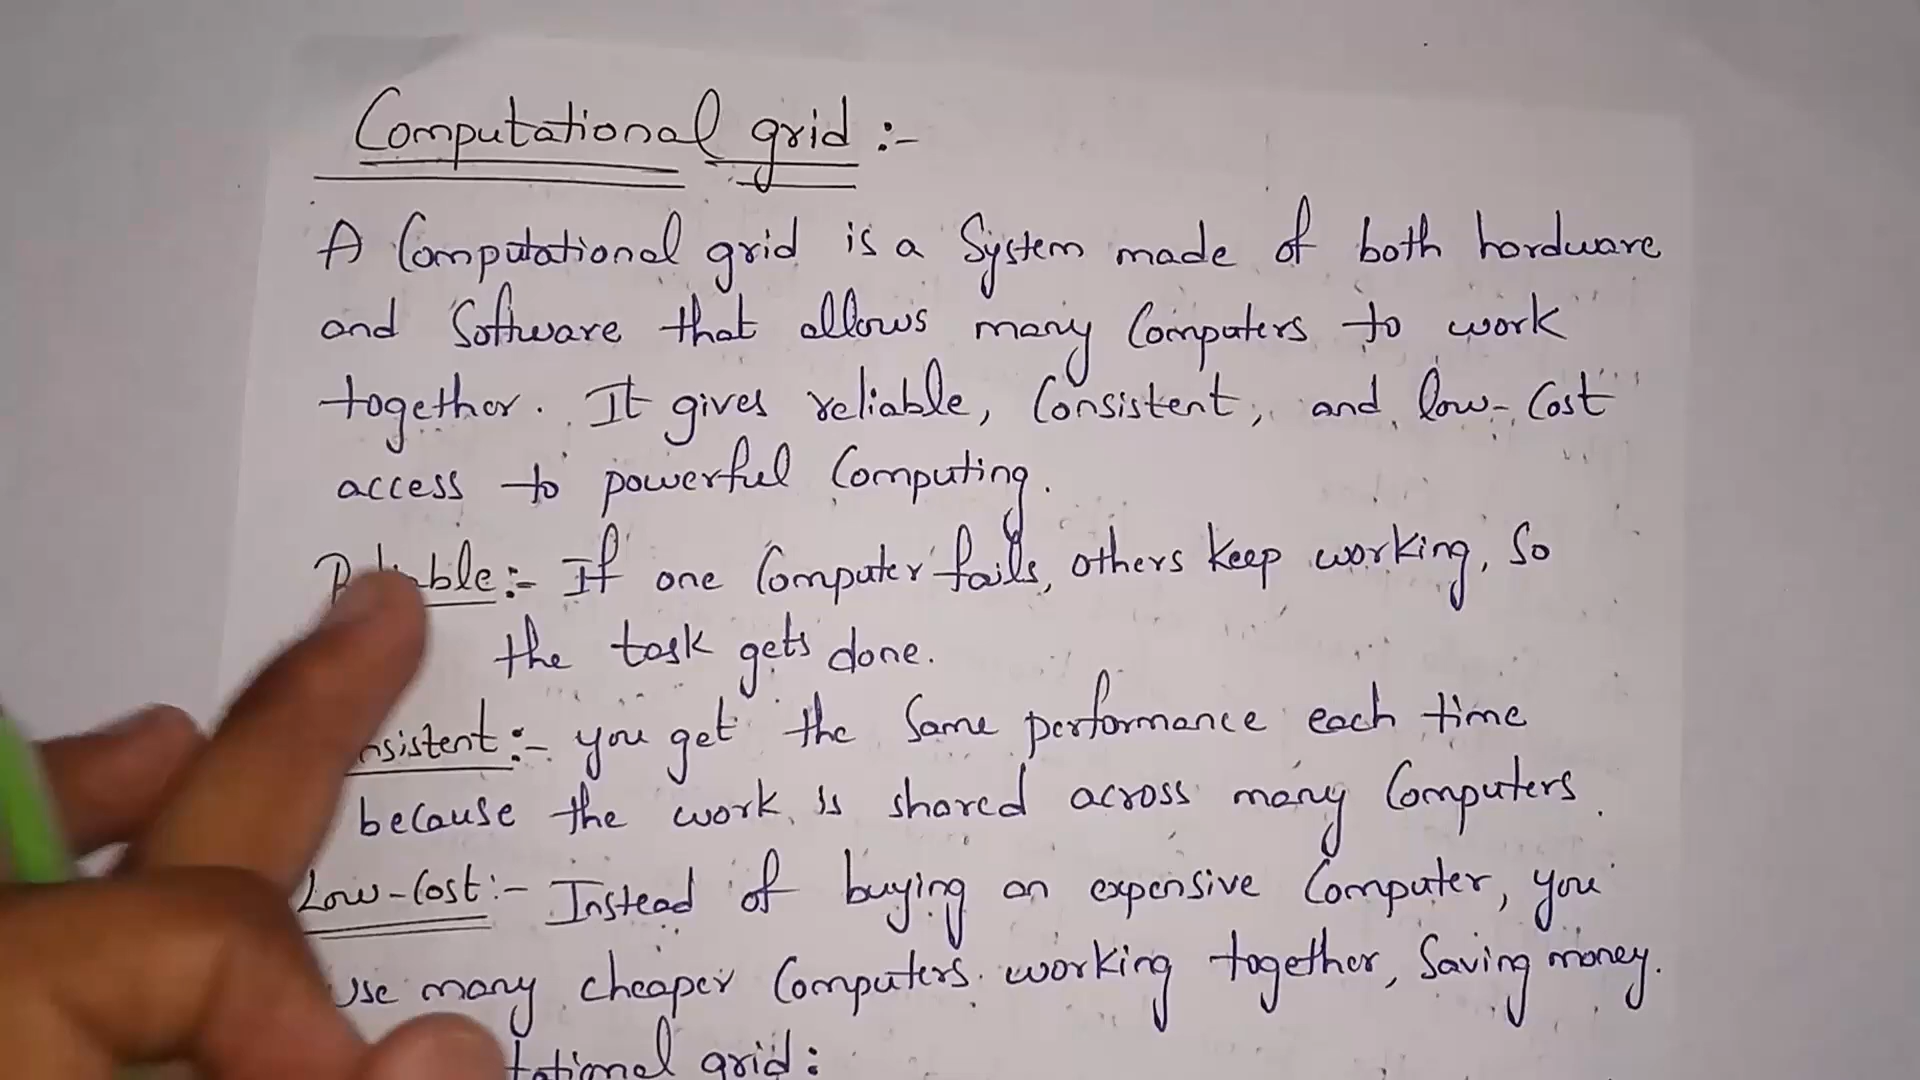 Computational grid :-
A Computational grid is a System made of both hardware
and Software that allows many Computers to work
together. It gives reliable, Consistent, and low-Cost
access to powerful Computing.
:- If one Computer fails, others keep working, So
the task gets done.
:- you get the Same performance each time
because the work is shared across many Computers.
Low-Cost :- Instead of buying an expensive Computer, you
use many cheaper Computers working together, Saving money.
grid :